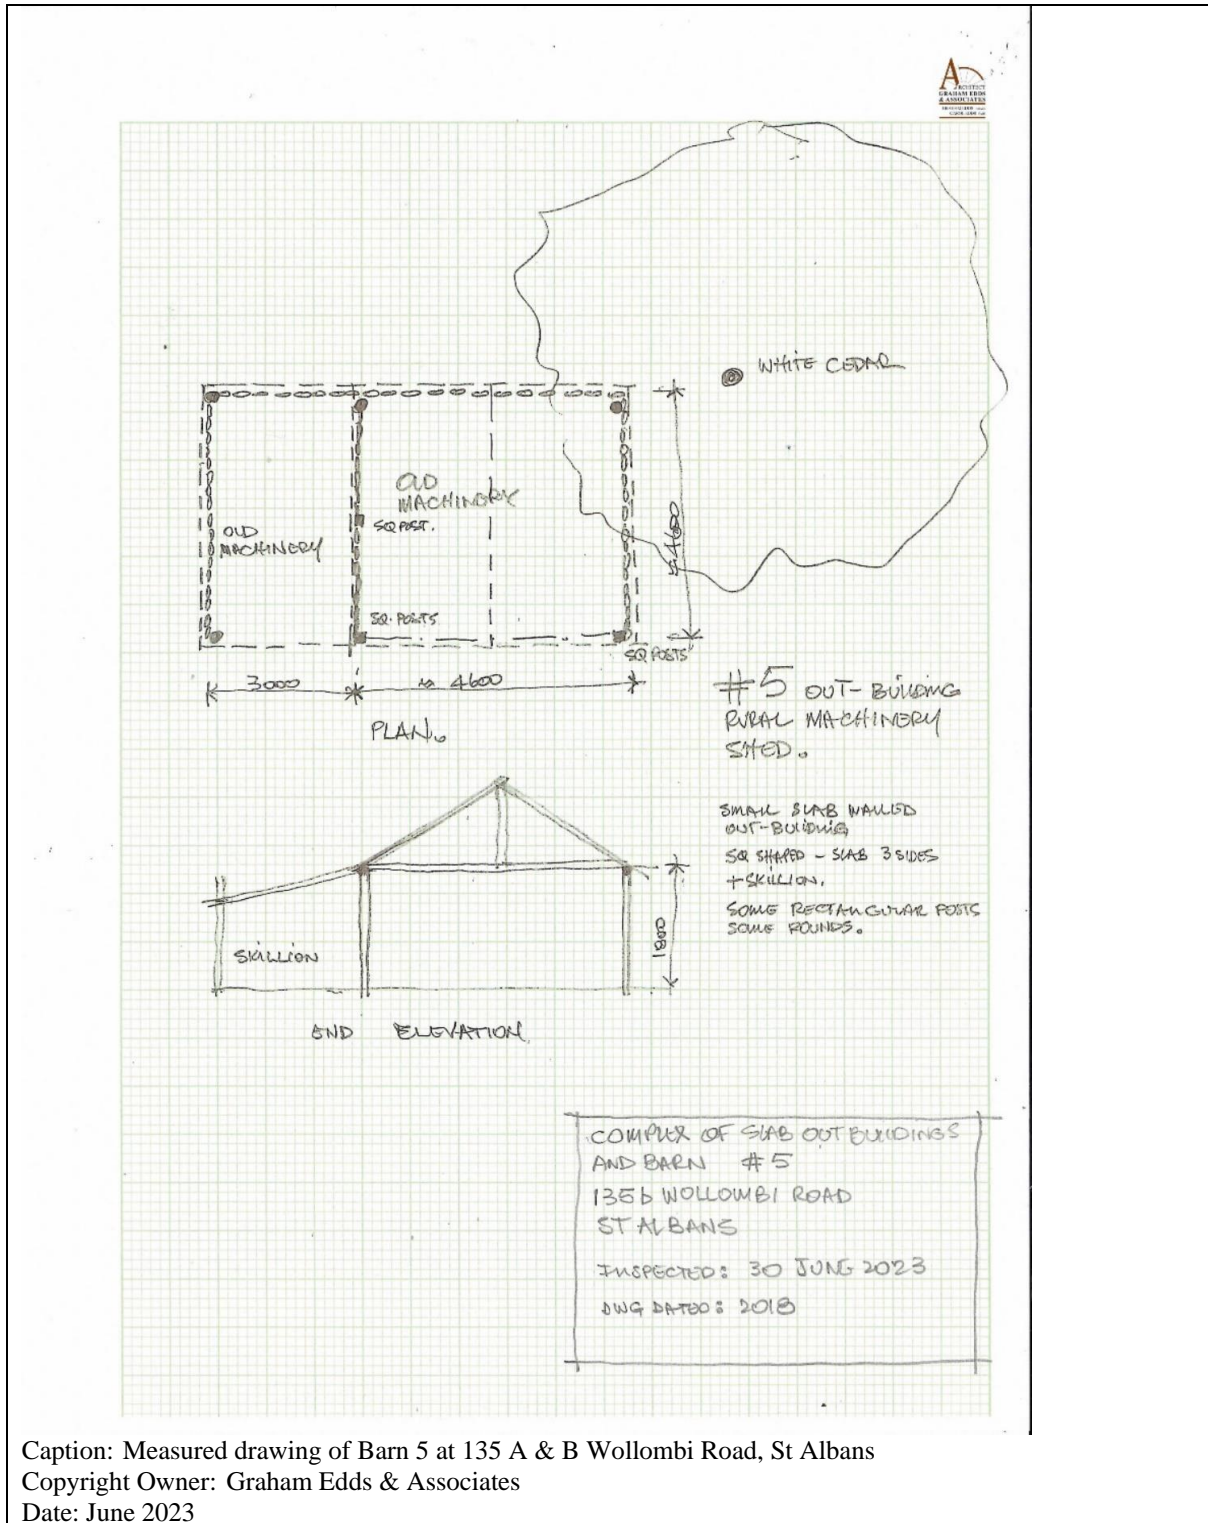 ARCHITECT
GRAHAM EDDS
& ASSOCIATES
WHITE CEDAR
OLD
MACHINERY
SQ POST.
OLD
MACHINERY
≈ 4600
SQ. POSTS
SQ POSTS
3000
≈ 4600
PLAN.
#5 OUT-BUILDING
RURAL MACHINERY
SHED.
SMALL SLAB WALLED
OUT-BUILDING
SQ SHAPED - SLAB 3 SIDES
+ SKILLION.
SOME RECTANGULAR POSTS
SOME ROUNDS.
1800
SKILLION
END ELEVATION
COMPLEX OF SLAB OUTBUILDINGS
AND BARN #5
135b WOLLOMBI ROAD
ST ALBANS
INSPECTED: 30 JUNE 2023
DWG DATED: 2018
Caption: Measured drawing of Barn 5 at 135 A & B Wollombi Road, St Albans
Copyright Owner: Graham Edds & Associates
Date: June 2023